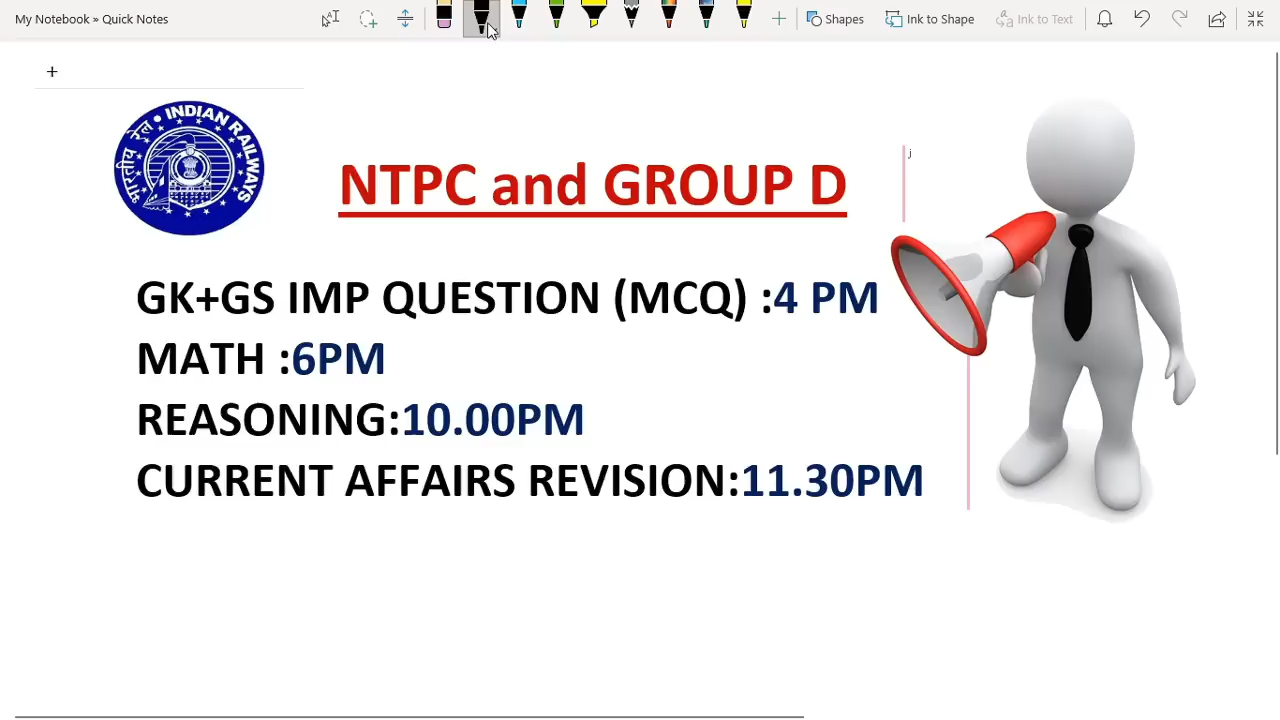 My Notebook » Quick Notes
Shapes
Ink to Shape
Ink to Text
भारतीय रेल • INDIAN RAILWAYS
NTPC and GROUP D
j
GK+GS IMP QUESTION (MCQ) :4 PM
MATH :6PM
REASONING:10.00PM
CURRENT AFFAIRS REVISION:11.30PM